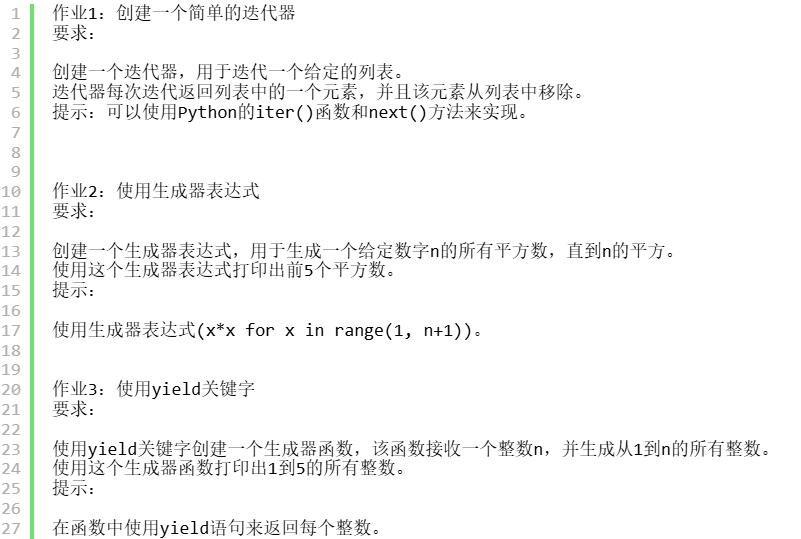 1 作业1：创建一个简单的迭代器
2 要求：
3
4 创建一个迭代器，用于迭代一个给定的列表。
5 迭代器每次迭代返回列表中的一个元素，并且该元素从列表中移除。
6 提示：可以使用Python的iter()函数和next()方法来实现。
7
8
9
10 作业2：使用生成器表达式
11 要求：
12
13 创建一个生成器表达式，用于生成一个给定数字n的所有平方数，直到n的平方。
14 使用这个生成器表达式打印出前5个平方数。
15 提示：
16
17 使用生成器表达式(x*x for x in range(1, n+1))。
18
19
20 作业3：使用yield关键字
21 要求：
22
23 使用yield关键字创建一个生成器函数，该函数接收一个整数n，并生成从1到n的所有整数。
24 使用这个生成器函数打印出1到5的所有整数。
25 提示：
26
27 在函数中使用yield语句来返回每个整数。